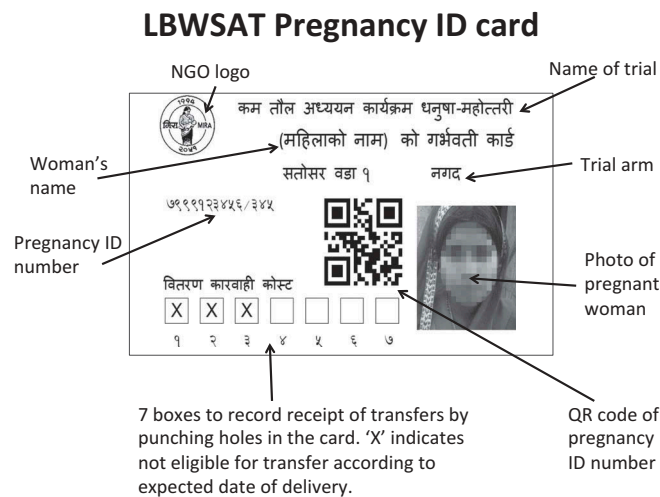 LBWSAT Pregnancy ID card
NGO logo
Name of trial
१९९५
मिरा
MRA
२०५१
कम तौल अध्ययन कार्यक्रम धनुषा-महोत्तरी
(महिलाको नाम) को गर्भवती कार्ड
Woman's
name
सतोसर वडा १ नगद
Trial arm
७९९९१२३४५६/३४५
Pregnancy ID
number
Photo of
pregnant
woman
वितरण कारवाही कोस्ट
X X X
१ २ ३ ४ ५ ६ ७
7 boxes to record receipt of transfers by
punching holes in the card. 'X' indicates
not eligible for transfer according to
expected date of delivery.
QR code of
pregnancy
ID number